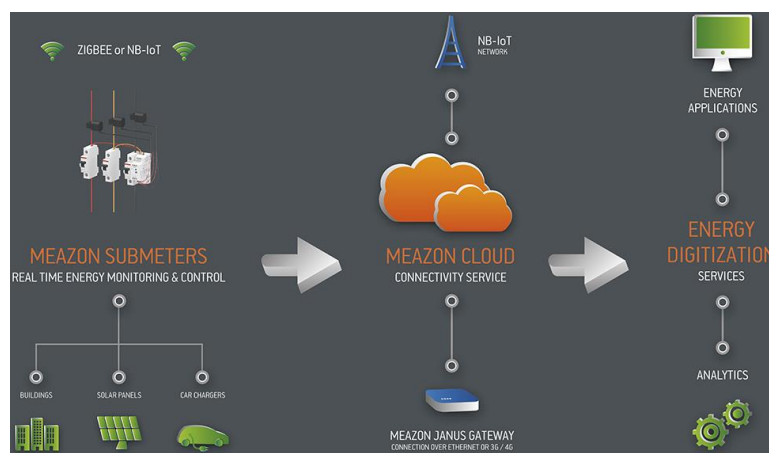 ZIGBEE or NB-IoT
MEAZON SUBMETERS
REAL TIME ENERGY MONITORING & CONTROL
BUILDINGS
SOLAR PANELS
CAR CHARGERS
NB-IoT
NETWORK
MEAZON CLOUD
CONNECTIVITY SERVICE
MEAZON JANUS GATEWAY
CONNECTION OVER ETHERNET OR 3G / 4G
ENERGY
APPLICATIONS
ENERGY
DIGITIZATION
SERVICES
ANALYTICS